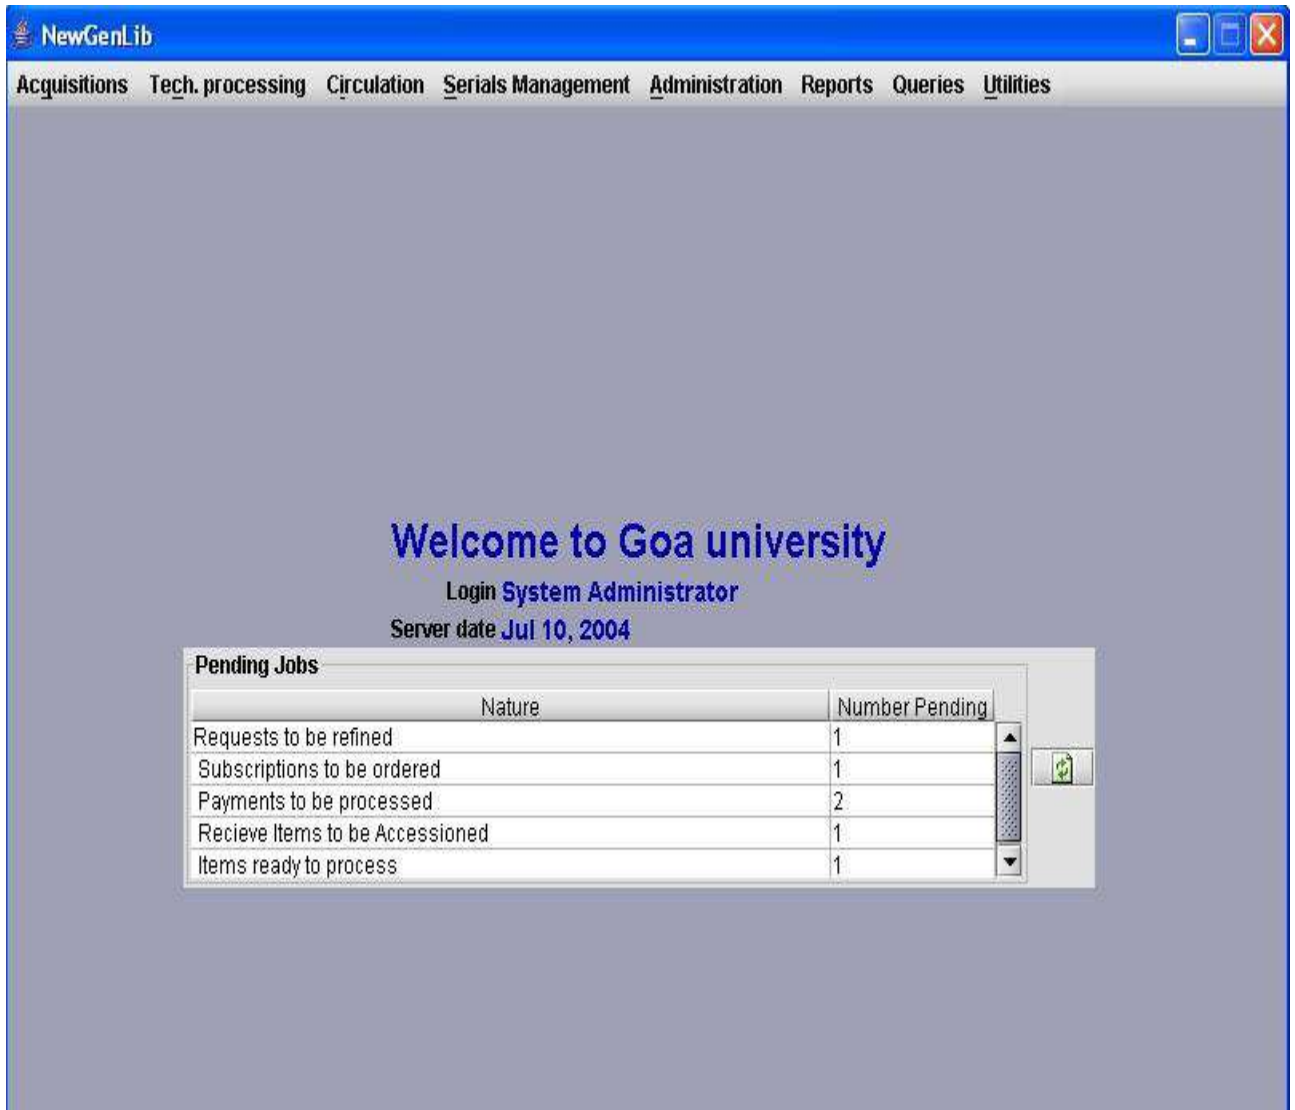 NewGenLib
Acquisitions Tech. processing Circulation Serials Management Administration Reports Queries Utilities
Welcome to Goa university
Login System Administrator
Server date Jul 10, 2004
Pending Jobs
Nature Number Pending
Requests to be refined 1
Subscriptions to be ordered 1
Payments to be processed 2
Recieve Items to be Accessioned 1
Items ready to process 1